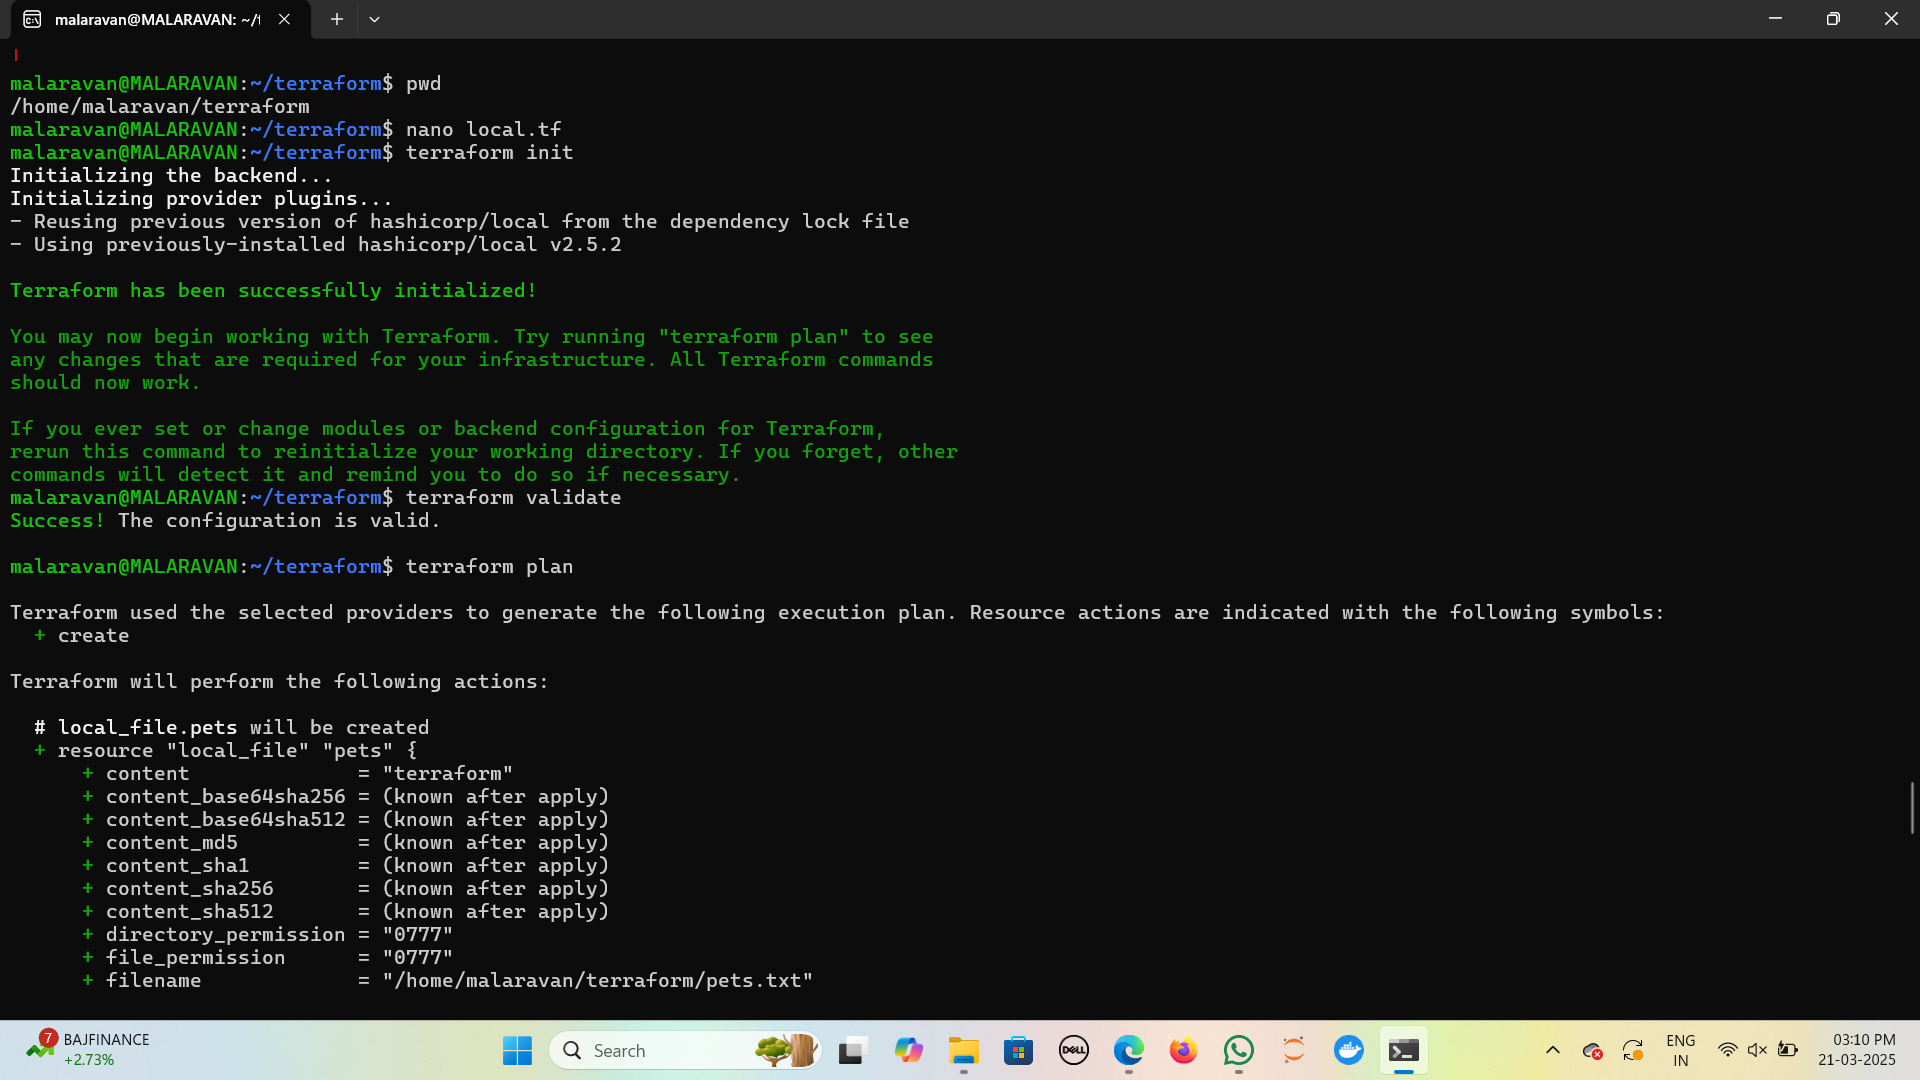 malaravan@MALARAVAN: ~/t
malaravan@MALARAVAN:~/terraform$ pwd
/home/malaravan/terraform
malaravan@MALARAVAN:~/terraform$ nano local.tf
malaravan@MALARAVAN:~/terraform$ terraform init
Initializing the backend...
Initializing provider plugins...
- Reusing previous version of hashicorp/local from the dependency lock file
- Using previously-installed hashicorp/local v2.5.2
Terraform has been successfully initialized!
You may now begin working with Terraform. Try running "terraform plan" to see
any changes that are required for your infrastructure. All Terraform commands
should now work.
If you ever set or change modules or backend configuration for Terraform,
rerun this command to reinitialize your working directory. If you forget, other
commands will detect it and remind you to do so if necessary.
malaravan@MALARAVAN:~/terraform$ terraform validate
Success! The configuration is valid.
malaravan@MALARAVAN:~/terraform$ terraform plan
Terraform used the selected providers to generate the following execution plan. Resource actions are indicated with the following symbols:
+ create
Terraform will perform the following actions:
# local_file.pets will be created
+ resource "local_file" "pets" {
+ content = "terraform"
+ content_base64sha256 = (known after apply)
+ content_base64sha512 = (known after apply)
+ content_md5 = (known after apply)
+ content_sha1 = (known after apply)
+ content_sha256 = (known after apply)
+ content_sha512 = (known after apply)
+ directory_permission = "0777"
+ file_permission = "0777"
+ filename = "/home/malaravan/terraform/pets.txt"
7
BAJFINANCE
+2.73%
Search
DELL
ENG
IN
03:10 PM
21-03-2025